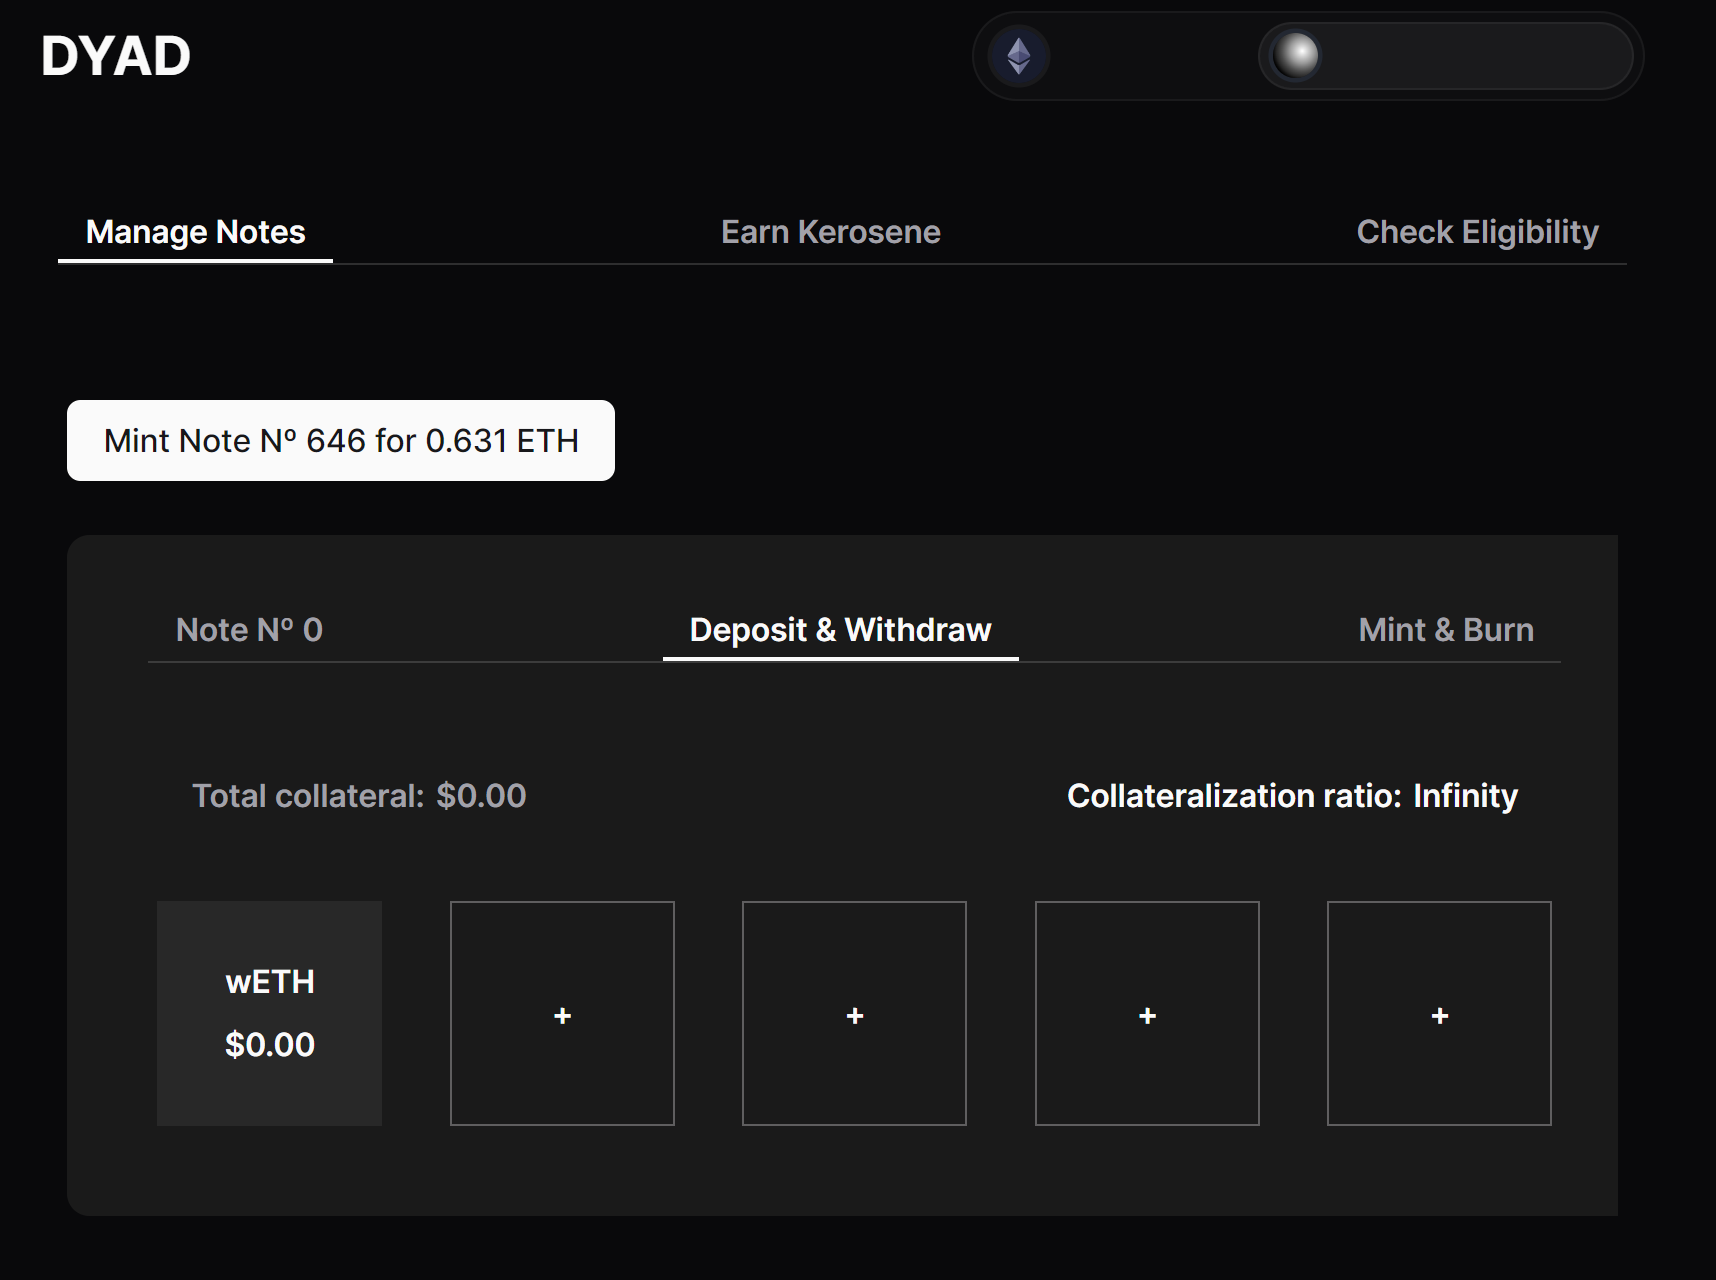 DYAD
Manage Notes
Earn Kerosene
Check Eligibility
Mint Note Nº 646 for 0.631 ETH
Note Nº 0
Deposit & Withdraw
Mint & Burn
Total collateral: $0.00
Collateralization ratio: Infinity
wETH
$0.00
+
+
+
+